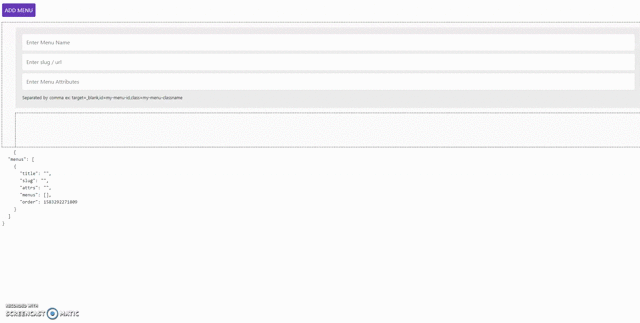 ADD MENU
Enter Menu Name
Enter slug / url
Enter Menu Attributes
Separated by comma ex: target=_blank,id=my-menu-id,class=my-menu-classname
{
"menus": [
{
"title": "",
"slug": "",
"attrs": "",
"menus": [],
"order": 1583292271809
}
]
}
RECORDED WITH
SCREENCAST MATIC